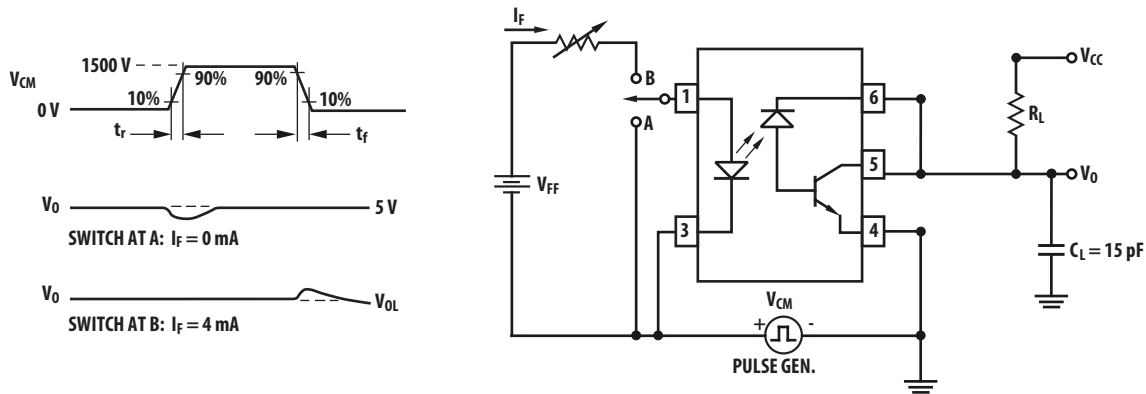 V_CM
1500 V
90%
90%
10%
10%
0 V
t_r
t_f
V_O
5 V
SWITCH AT A: I_F = 0 mA
V_O
V_OL
SWITCH AT B: I_F = 4 mA
I_F
B
A
V_FF
1
3
6
5
4
V_CC
R_L
V_O
C_L = 15 pF
V_CM
+
-
PULSE GEN.